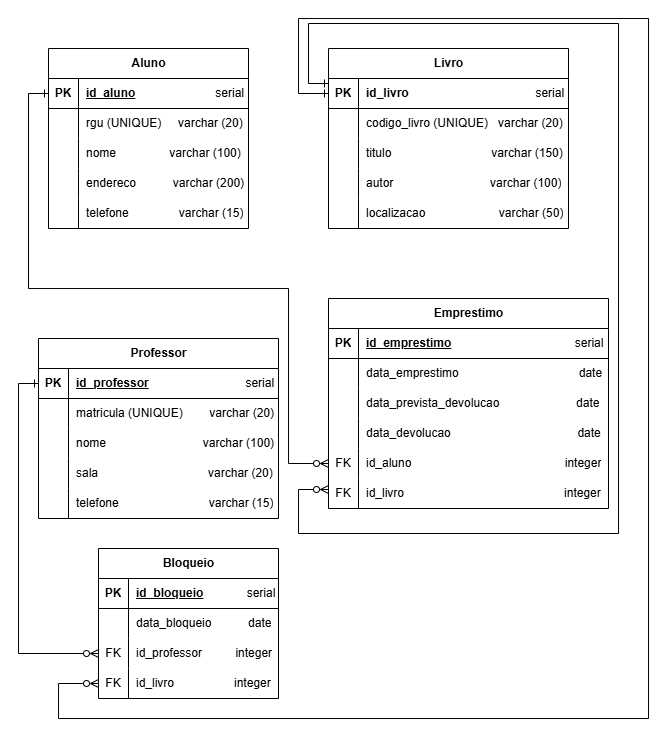 Aluno
PK id_aluno serial
rgu (UNIQUE) varchar (20)
nome varchar (100)
endereco varchar (200)
telefone varchar (15)
Livro
PK id_livro serial
codigo_livro (UNIQUE) varchar (20)
titulo varchar (150)
autor varchar (100)
localizacao varchar (50)
Emprestimo
PK id_emprestimo serial
data_emprestimo date
data_prevista_devolucao date
data_devolucao date
FK id_aluno integer
FK id_livro integer
Professor
PK id_professor serial
matricula (UNIQUE) varchar (20)
nome varchar (100)
sala varchar (20)
telefone varchar (15)
Bloqueio
PK id_bloqueio serial
data_bloqueio date
FK id_professor integer
FK id_livro integer